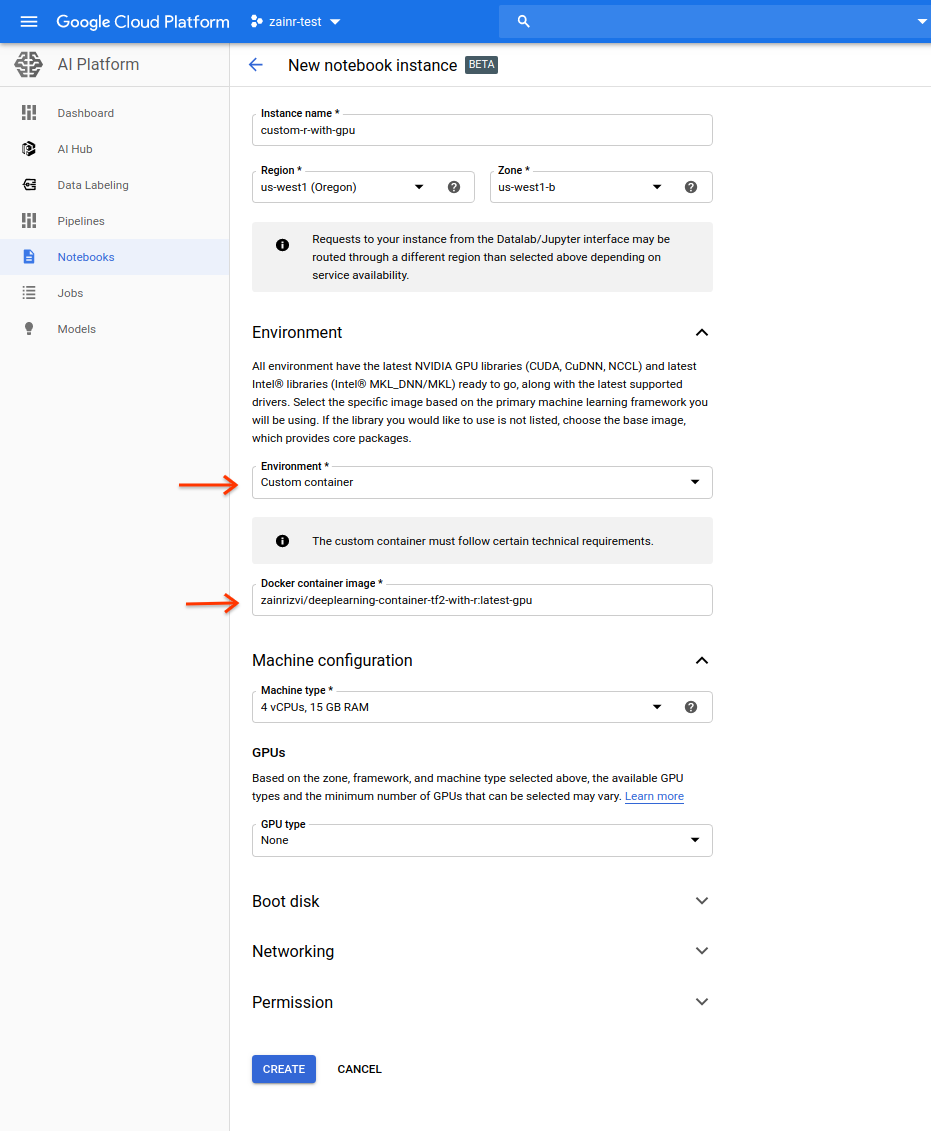 Google Cloud Platform
zainr-test
AI Platform
New notebook instance BETA
Dashboard
AI Hub
Data Labeling
Pipelines
Notebooks
Jobs
Models
Instance name *
custom-r-with-gpu
Region *
us-west1 (Oregon)
Zone *
us-west1-b
Requests to your instance from the Datalab/Jupyter interface may be
routed through a different region than selected above depending on
service availability.
Environment
All environment have the latest NVIDIA GPU libraries (CUDA, CuDNN, NCCL) and latest
Intel® libraries (Intel® MKL_DNN/MKL) ready to go, along with the latest supported
drivers. Select the specific image based on the primary machine learning framework you
will be using. If the library you would like to use is not listed, choose the base image,
which provides core packages.
Environment *
Custom container
The custom container must follow certain technical requirements.
Docker container image *
zainrizvi/deeplearning-container-tf2-with-r:latest-gpu
Machine configuration
Machine type *
4 vCPUs, 15 GB RAM
GPUs
Based on the zone, framework, and machine type selected above, the available GPU
types and the minimum number of GPUs that can be selected may vary. Learn more
GPU type
None
Boot disk
Networking
Permission
CREATE
CANCEL